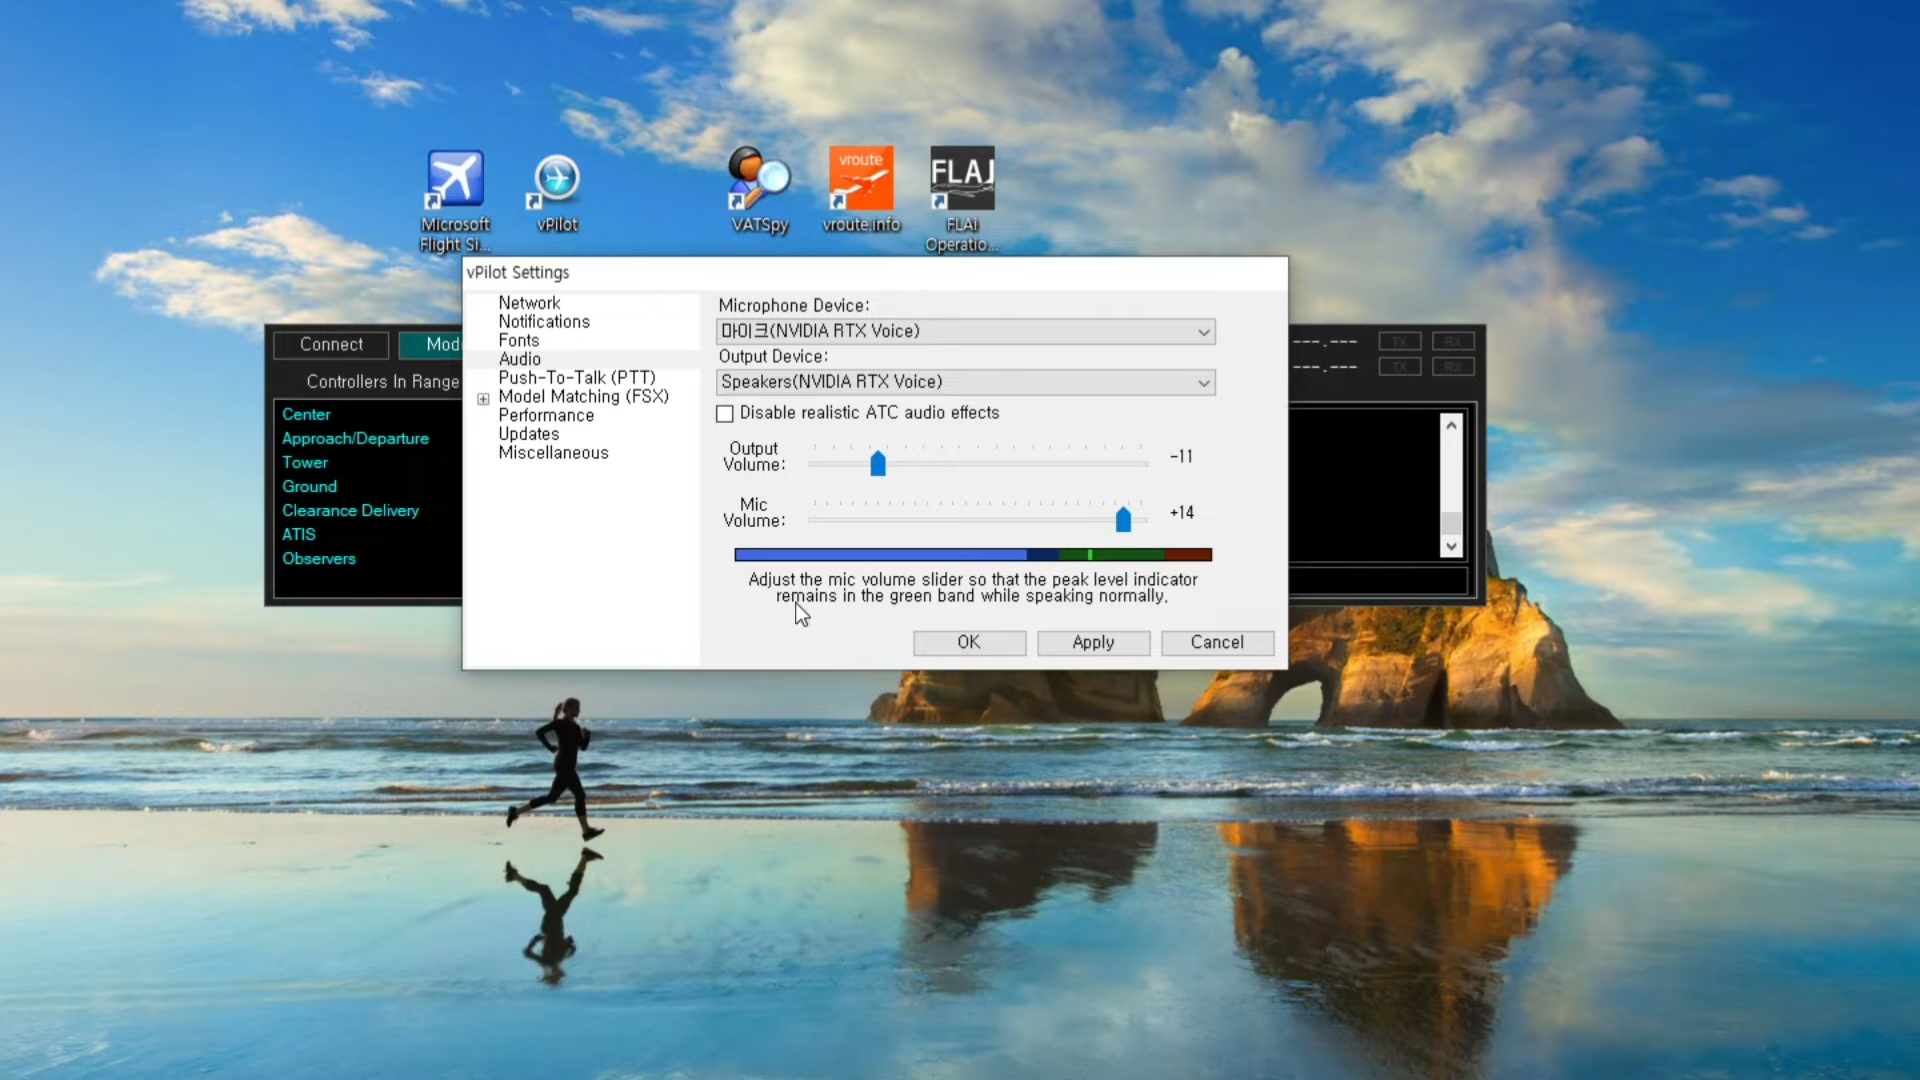 Microsoft
Flight Si...
vPilot
VATSpy
vroute
vroute.info
FLAi
FLAi
Operatio...
vPilot Settings
Network
Notifications
Fonts
Audio
Push-To-Talk (PTT)
Model Matching (FSX)
Performance
Updates
Miscellaneous
Microphone Device:
마이크(NVIDIA RTX Voice)
Output Device:
Speakers(NVIDIA RTX Voice)
Disable realistic ATC audio effects
Output
Volume:
-11
Mic
Volume:
+14
Adjust the mic volume slider so that the peak level indicator
remains in the green band while speaking normally.
OK
Apply
Cancel
Connect
Mod
Controllers In Range
Center
Approach/Departure
Tower
Ground
Clearance Delivery
ATIS
Observers
---.---
TX
RX
---.---
TX
RX